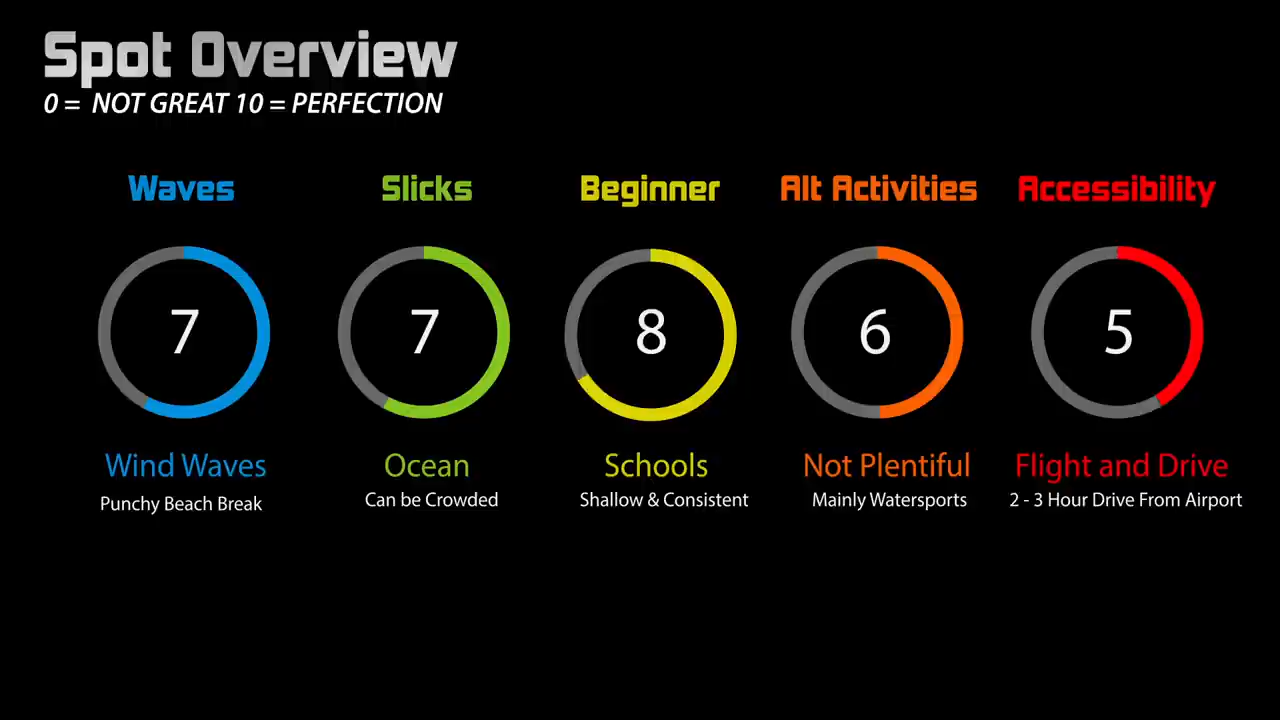 Spot Overview
0 = NOT GREAT 10 = PERFECTION
Waves
Slicks
Beginner
Alt Activities
Accessibility
7
7
8
6
5
Wind Waves
Ocean
Schools
Not Plentiful
Flight and Drive
Punchy Beach Break
Can be Crowded
Shallow & Consistent
Mainly Watersports
2 - 3 Hour Drive From Airport